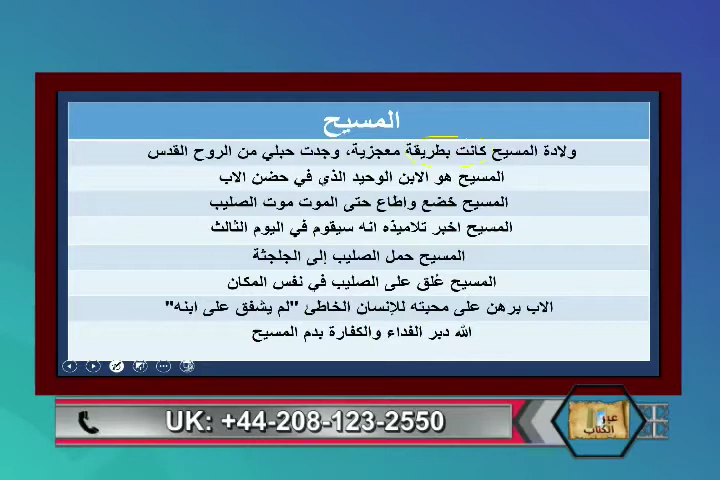 المسيح
ولادة المسيح كانت بطريقة معجزية، وجدت حبلي من الروح القدس
المسيح هو الابن الوحيد الذي في حضن الاب
المسيح خضع واطاع حتى الموت موت الصليب
المسيح اخبر تلاميذه انه سيقوم في اليوم الثالث
المسيح حمل الصليب إلى الجلجثة
المسيح عُلق على الصليب في نفس المكان
الاب برهن على محبته للإنسان الخاطئ "لم يشفق على ابنه"
الله دبر الفداء والكفارة بدم المسيح
UK: +44-208-123-2550
عبر
الكتاب